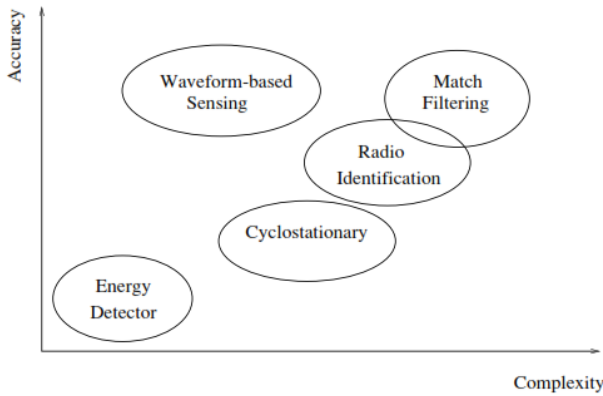 Accuracy
Waveform-based
Sensing
Match
Filtering
Radio
Identification
Cyclostationary
Energy
Detector
Complexity